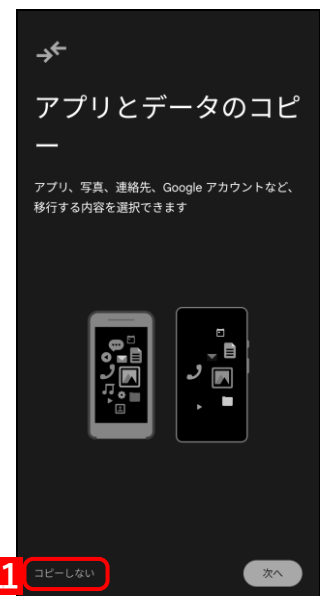 アプリとデータのコピ
ー
アプリ、写真、連絡先、Google アカウントなど、
移行する内容を選択できます
1 コピーしない 次へ